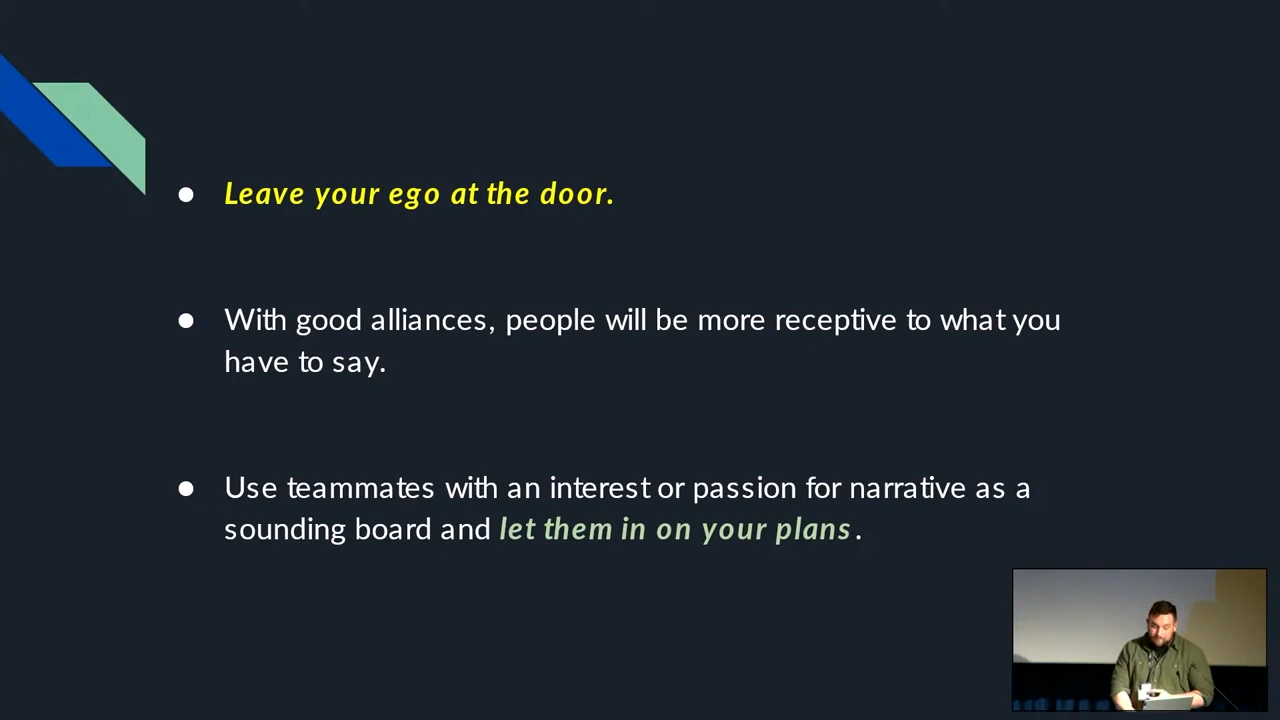 ● Leave your ego at the door.
● With good alliances, people will be more receptive to what you
have to say.
● Use teammates with an interest or passion for narrative as a
sounding board and let them in on your plans.